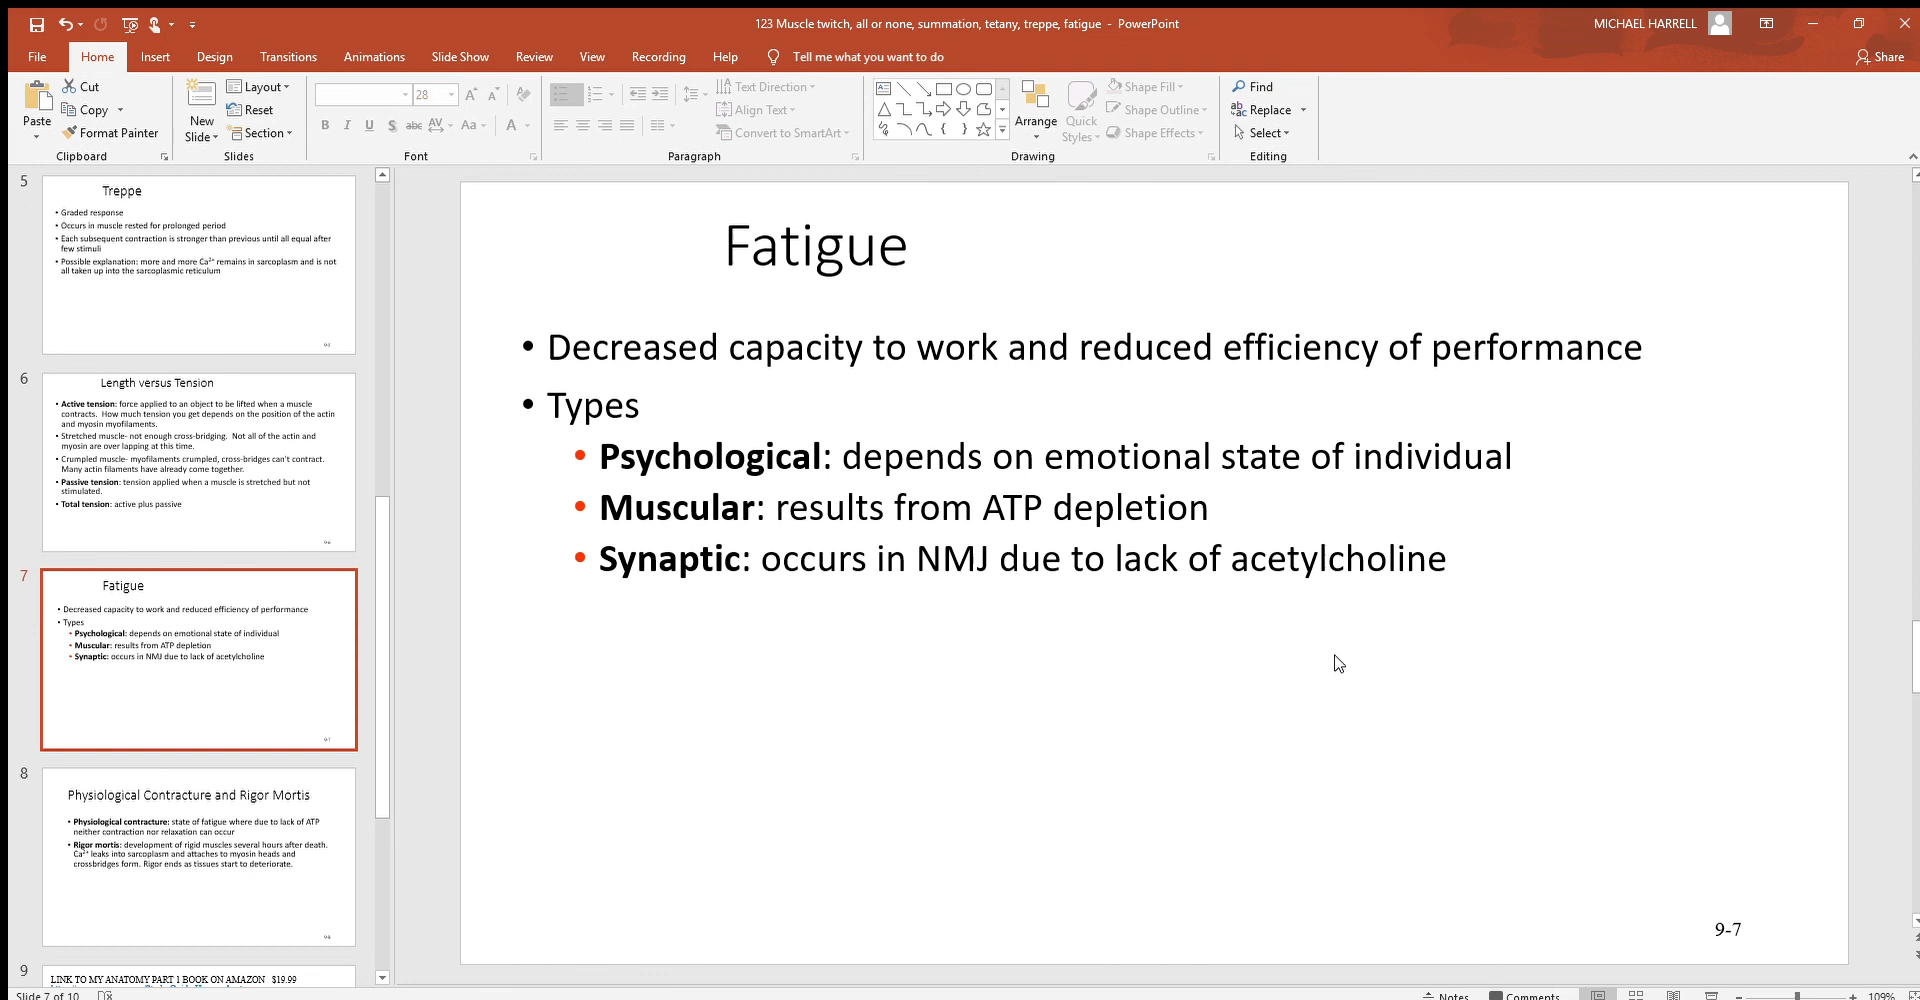 123 Muscle twitch, all or none, summation, tetany, treppe, fatigue - PowerPoint
MICHAEL HARRELL
File Home Insert Design Transitions Animations Slide Show Review View Recording Help Tell me what you want to do
Share
Paste
Cut
Copy
Format Painter
Clipboard
New
Slide
Layout
Reset
Section
Slides
28
B I U S abc AV Aa A
Font
Text Direction
Align Text
Convert to SmartArt
Paragraph
Arrange
Quick
Styles
Shape Fill
Shape Outline
Shape Effects
Drawing
Find
Replace
Select
Editing
5
Treppe
• Graded response
• Occurs in muscle rested for prolonged period
• Each subsequent contraction is stronger than previous until all equal after
few stimuli
• Possible explanation: more and more Ca²⁺ remains in sarcoplasm and is not
all taken up into the sarcoplasmic reticulum
9-5
6
Length versus Tension
• Active tension: force applied to an object to be lifted when a muscle
contracts. How much tension you get depends on the position of the actin
and myosin myofilaments.
• Stretched muscle- not enough cross-bridging. Not all of the actin and
myosin are over lapping at this time.
• Crumpled muscle- myofilaments crumpled, cross-bridges can't contract.
Many actin filaments have already come together.
• Passive tension: tension applied when a muscle is stretched but not
stimulated.
• Total tension: active plus passive
9-6
7
Fatigue
• Decreased capacity to work and reduced efficiency of performance
• Types
• Psychological: depends on emotional state of individual
• Muscular: results from ATP depletion
• Synaptic: occurs in NMJ due to lack of acetylcholine
9-7
8
Physiological Contracture and Rigor Mortis
• Physiological contracture: state of fatigue where due to lack of ATP
neither contraction nor relaxation can occur
• Rigor mortis: development of rigid muscles several hours after death.
Ca²⁺ leaks into sarcoplasm and attaches to myosin heads and
crossbridges form. Rigor ends as tissues start to deteriorate.
9-8
9
LINK TO MY ANATOMY PART 1 BOOK ON AMAZON $19.99
Fatigue
• Decreased capacity to work and reduced efficiency of performance
• Types
• Psychological: depends on emotional state of individual
• Muscular: results from ATP depletion
• Synaptic: occurs in NMJ due to lack of acetylcholine
9-7
Slide 7 of 10
Notes
Comments
109%